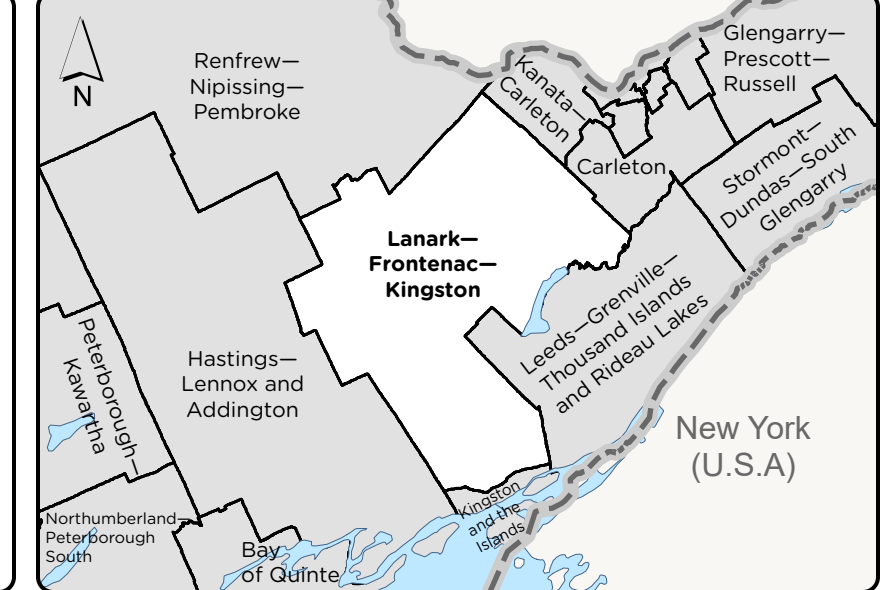 N
Renfrew—
Nipissing—
Pembroke
Kanata—
Carleton
Glengarry—
Prescott—
Russell
Carleton
Stormont—
Dundas—South
Glengarry
Lanark—
Frontenac—
Kingston
Leeds—Grenville—
Thousand Islands
and Rideau Lakes
Peterborough—
Kawartha
Hastings—
Lennox and
Addington
New York
(U.S.A)
Kingston
and the
Islands
Northumberland—
Peterborough
South
Bay
of Quinte